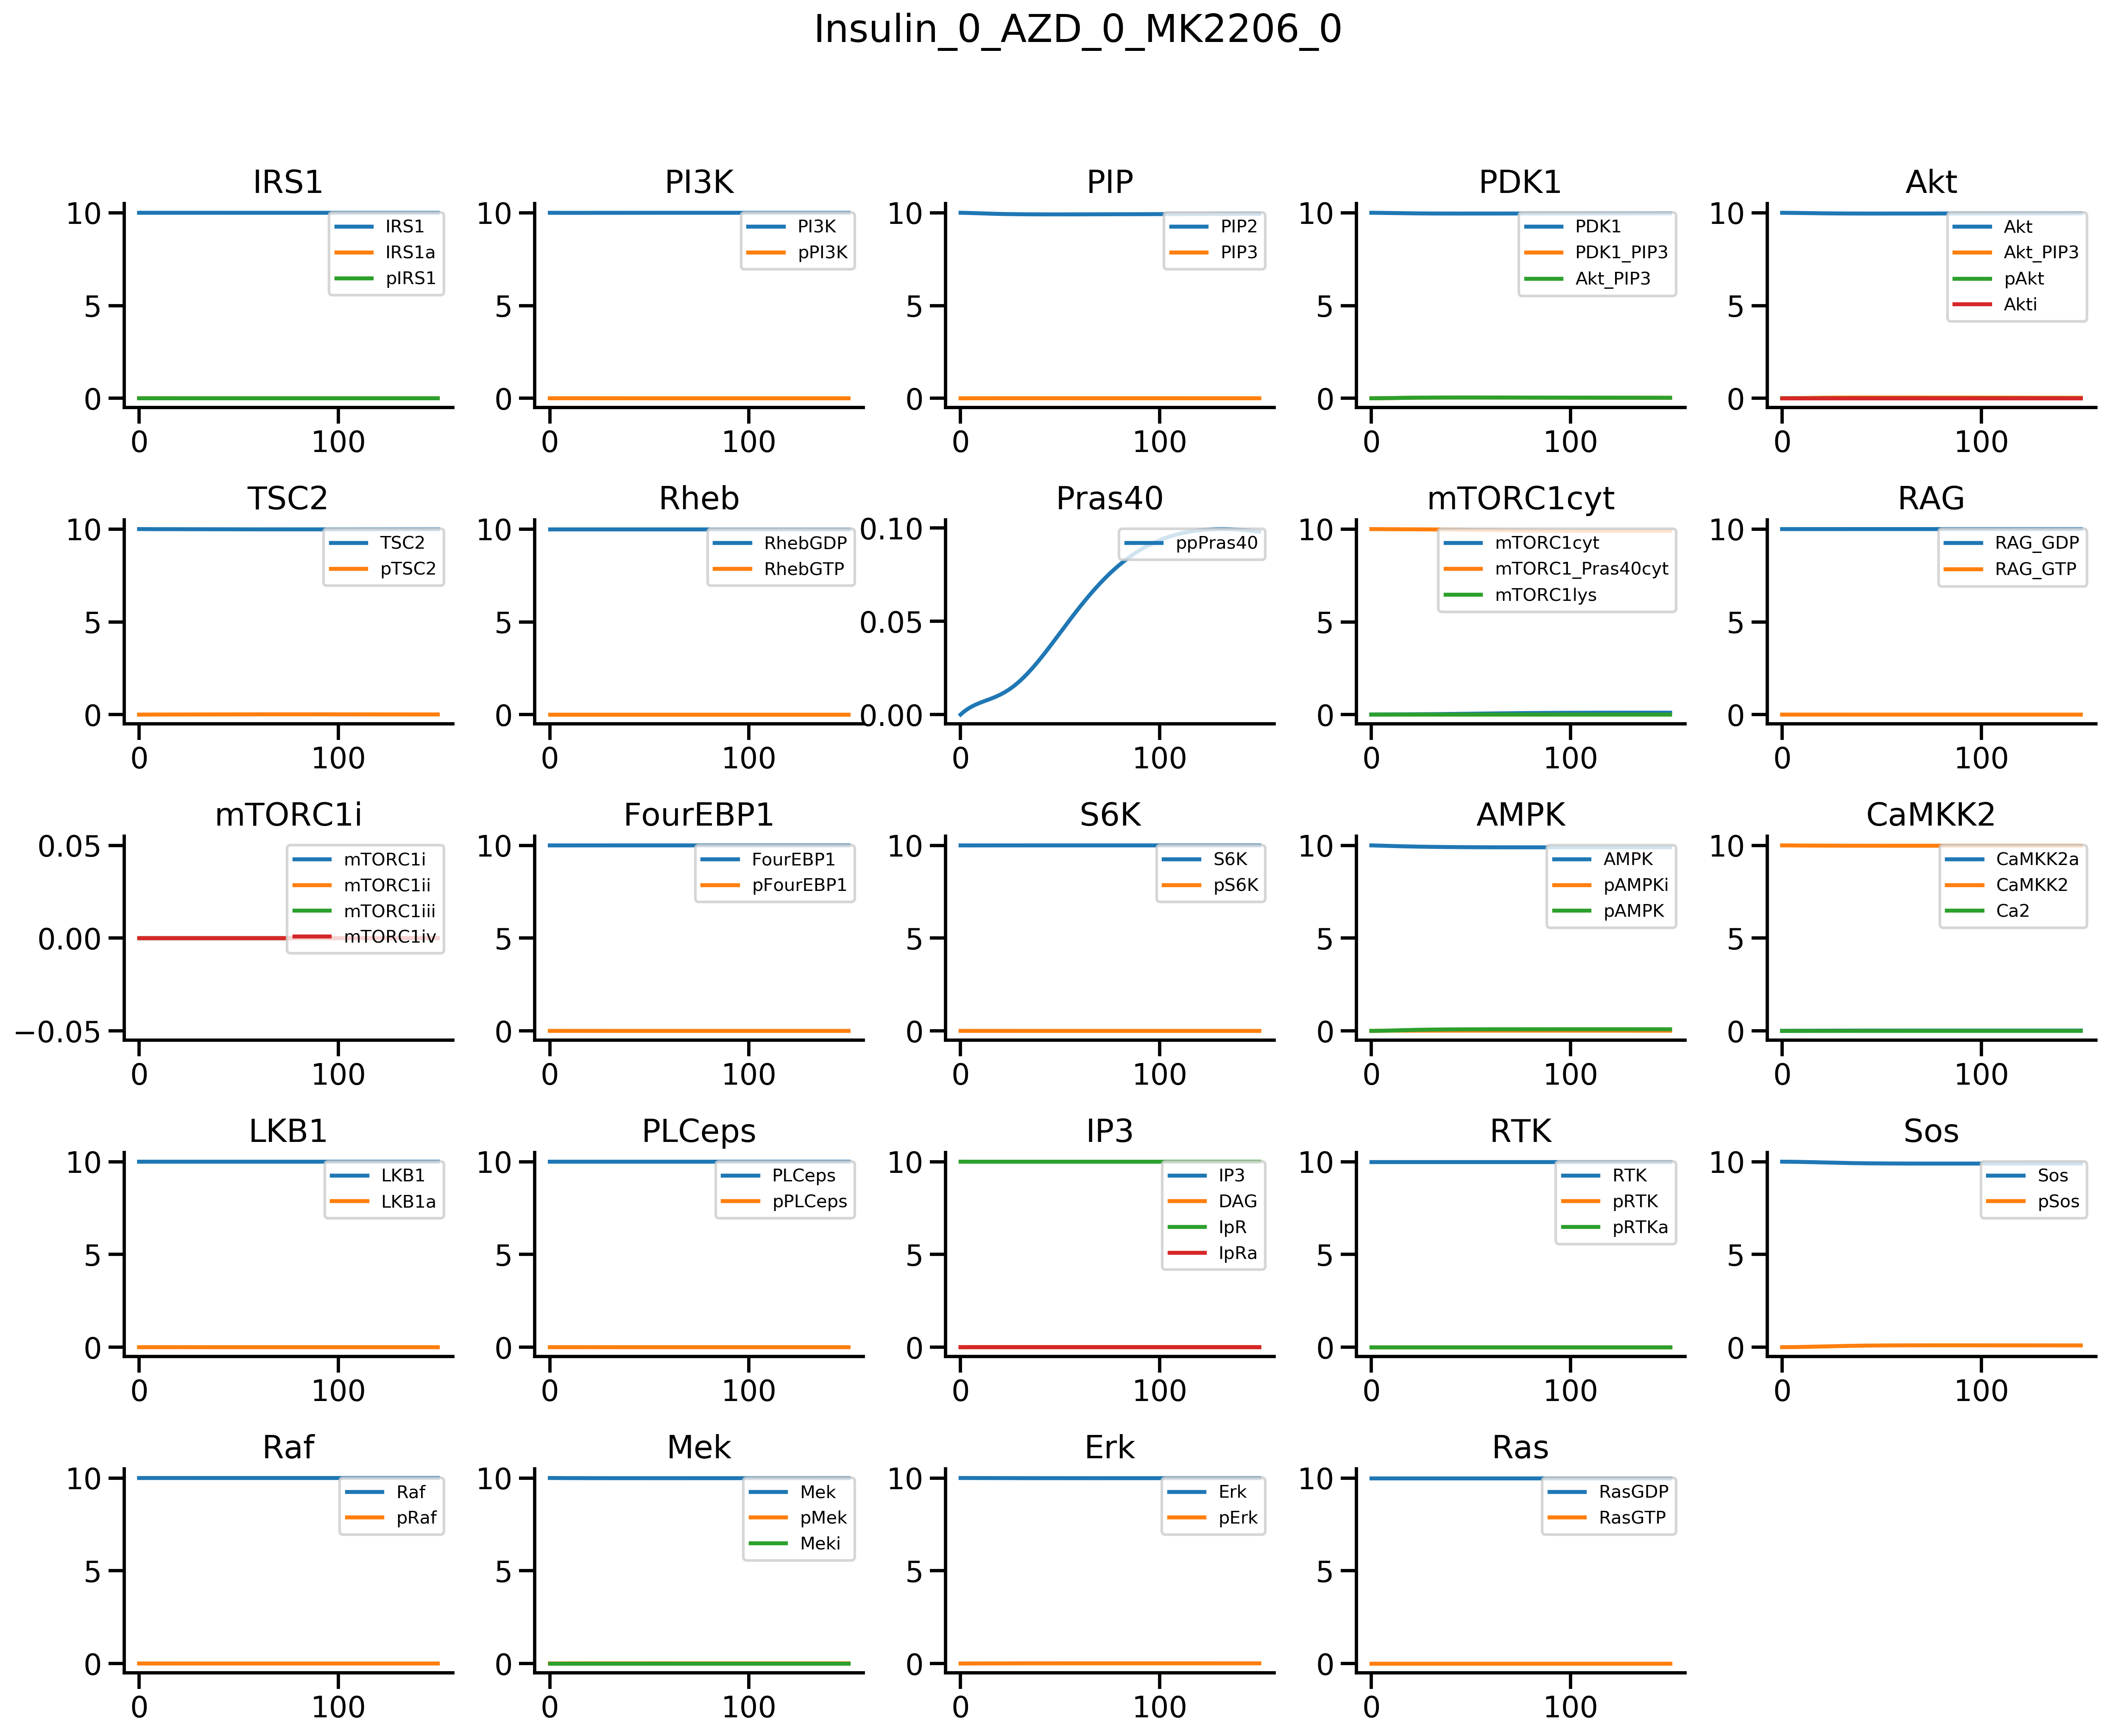 Insulin_0_AZD_0_MK2206_0
IRS1
10
5
0
0
100
IRS1
IRS1a
pIRS1
PI3K
10
5
0
0
100
PI3K
pPI3K
PIP
10
5
0
0
100
PIP2
PIP3
PDK1
10
5
0
0
100
PDK1
PDK1_PIP3
Akt_PIP3
Akt
10
5
0
0
100
Akt
Akt_PIP3
pAkt
Akti
TSC2
10
5
0
0
100
TSC2
pTSC2
Rheb
10
5
0
0
100
RhebGDP
RhebGTP
Pras40
0.10
0.05
0.00
0
100
ppPras40
mTORC1cyt
10
5
0
0
100
mTORC1cyt
mTORC1_Pras40cyt
mTORC1lys
RAG
10
5
0
0
100
RAG_GDP
RAG_GTP
mTORC1i
0.05
0.00
−0.05
0
100
mTORC1i
mTORC1ii
mTORC1iii
mTORC1iv
FourEBP1
10
5
0
0
100
FourEBP1
pFourEBP1
S6K
10
5
0
0
100
S6K
pS6K
AMPK
10
5
0
0
100
AMPK
pAMPKi
pAMPK
CaMKK2
10
5
0
0
100
CaMKK2a
CaMKK2
Ca2
LKB1
10
5
0
0
100
LKB1
LKB1a
PLCeps
10
5
0
0
100
PLCeps
pPLCeps
IP3
10
5
0
0
100
IP3
DAG
IpR
IpRa
RTK
10
5
0
0
100
RTK
pRTK
pRTKa
Sos
10
5
0
0
100
Sos
pSos
Raf
10
5
0
0
100
Raf
pRaf
Mek
10
5
0
0
100
Mek
pMek
Meki
Erk
10
5
0
0
100
Erk
pErk
Ras
10
5
0
0
100
RasGDP
RasGTP